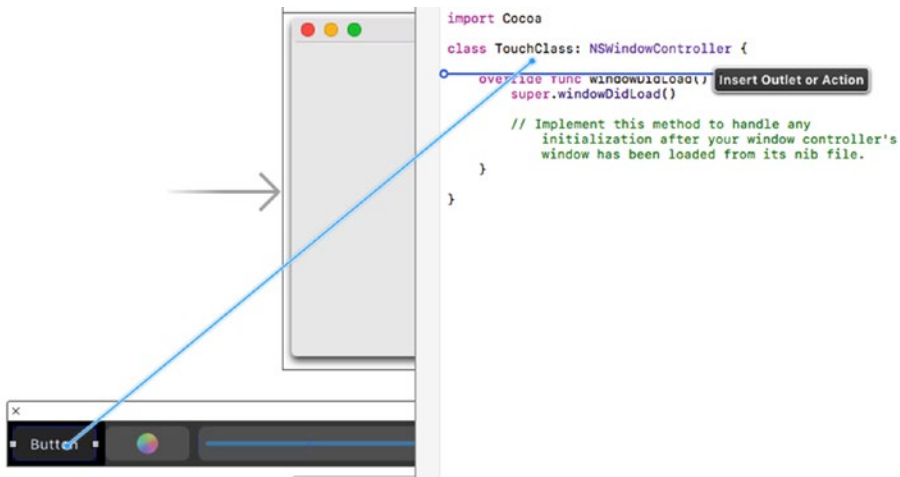 import Cocoa
class TouchClass: NSWindowController {
override func windowDidLoad()
Insert Outlet or Action
super.windowDidLoad()
// Implement this method to handle any
initialization after your window controller's
window has been loaded from its nib file.
}
}
×
Button